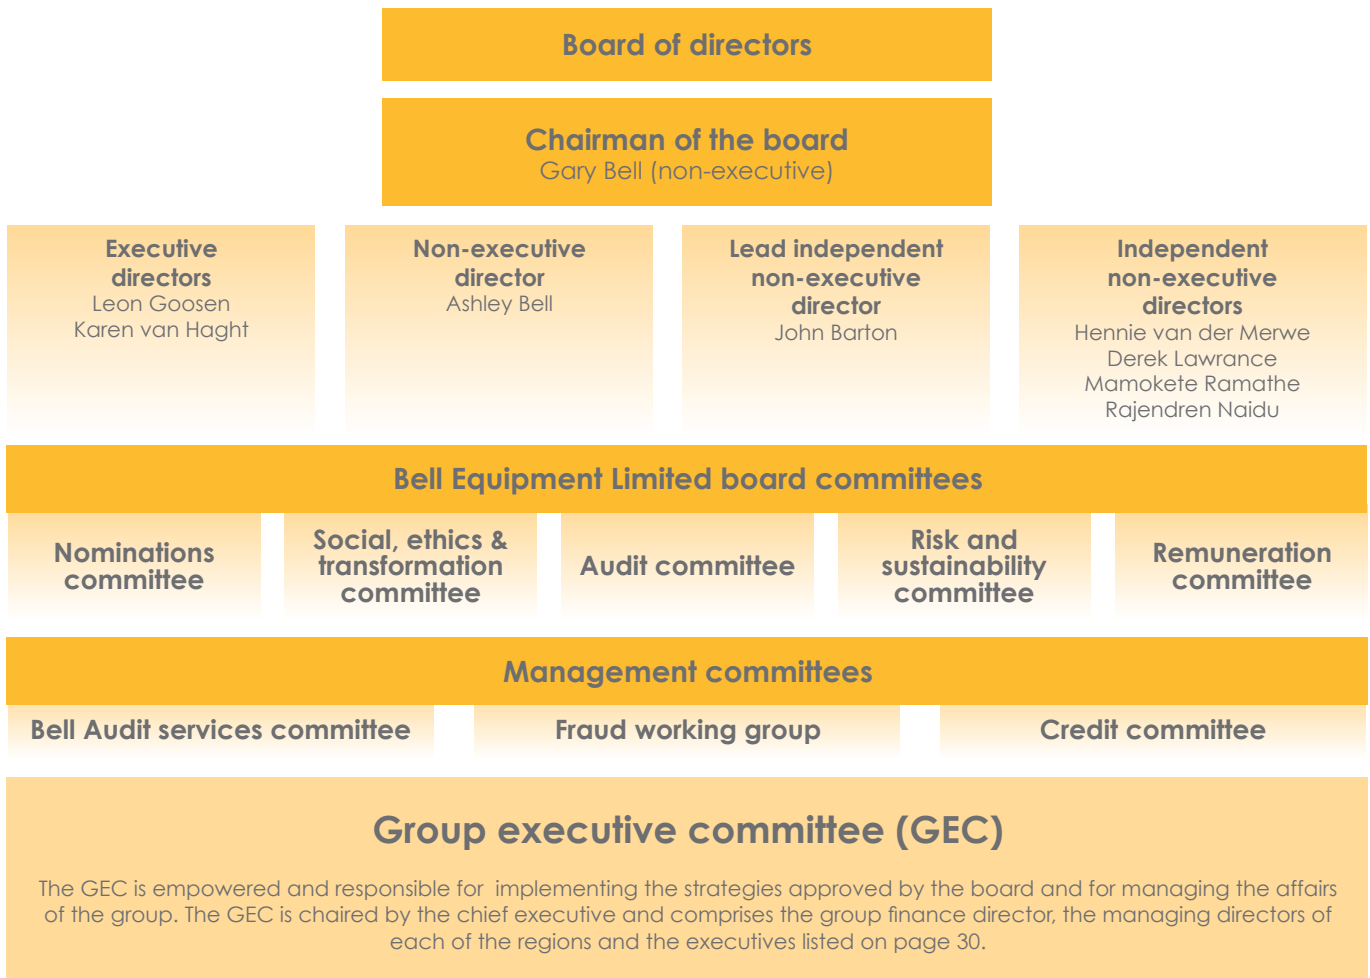 Board of directors
Chairman of the board
Gary Bell (non-executive)
Executive
directors
Leon Goosen
Karen van Haght
Non-executive
director
Ashley Bell
Lead independent
non-executive
director
John Barton
Independent
non-executive
directors
Hennie van der Merwe
Derek Lawrance
Mamokete Ramathe
Rajendren Naidu
Bell Equipment Limited board committees
Nominations
committee
Social, ethics &
transformation
committee
Audit committee
Risk and
sustainability
committee
Remuneration
committee
Management committees
Bell Audit services committee
Fraud working group
Credit committee
Group executive committee (GEC)
The GEC is empowered and responsible for implementing the strategies approved by the board and for managing the affairs
of the group. The GEC is chaired by the chief executive and comprises the group finance director, the managing directors of
each of the regions and the executives listed on page 30.